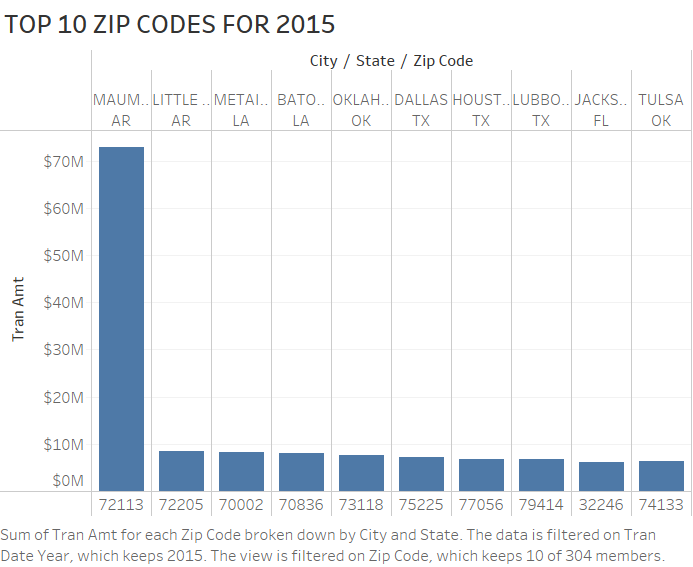 TOP 10 ZIP CODES FOR 2015
City / State / Zip Code
MAUM.. LITTLE .. METAI.. BATO.. OKLAH.. DALLAS HOUST.. LUBBO.. JACKS.. TULSA
AR AR LA LA OK TX TX TX FL OK
$70M
$60M
$50M
$40M
$30M
$20M
$10M
$0M
Tran Amt
72113 72205 70002 70836 73118 75225 77056 79414 32246 74133
Sum of Tran Amt for each Zip Code broken down by City and State. The data is filtered on Tran
Date Year, which keeps 2015. The view is filtered on Zip Code, which keeps 10 of 304 members.